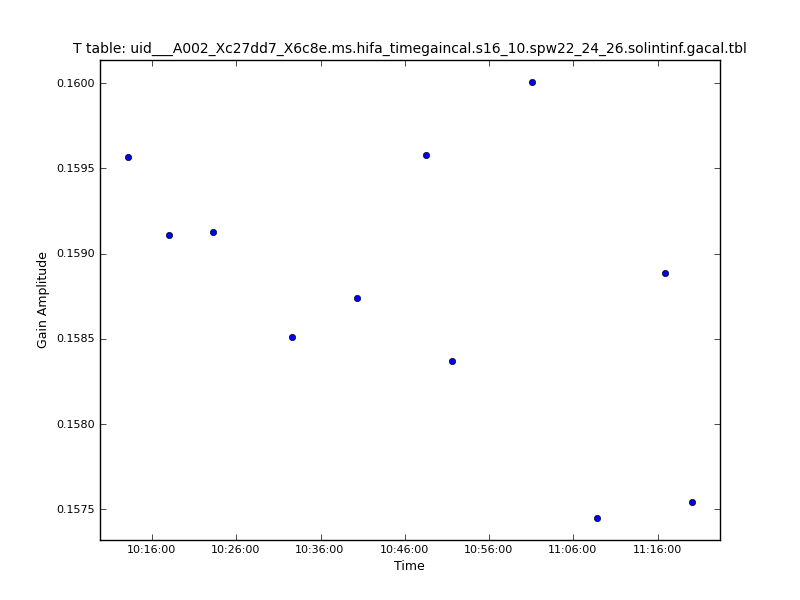 T table: uid___A002_Xc27dd7_X6c8e.ms.hifa_timegaincal.s16_10.spw22_24_26.solintinf.gacal.tbl
0.1600
0.1595
0.1590
0.1585
0.1580
0.1575
Gain Amplitude
10:16:00 10:26:00 10:36:00 10:46:00 10:56:00 11:06:00 11:16:00
Time